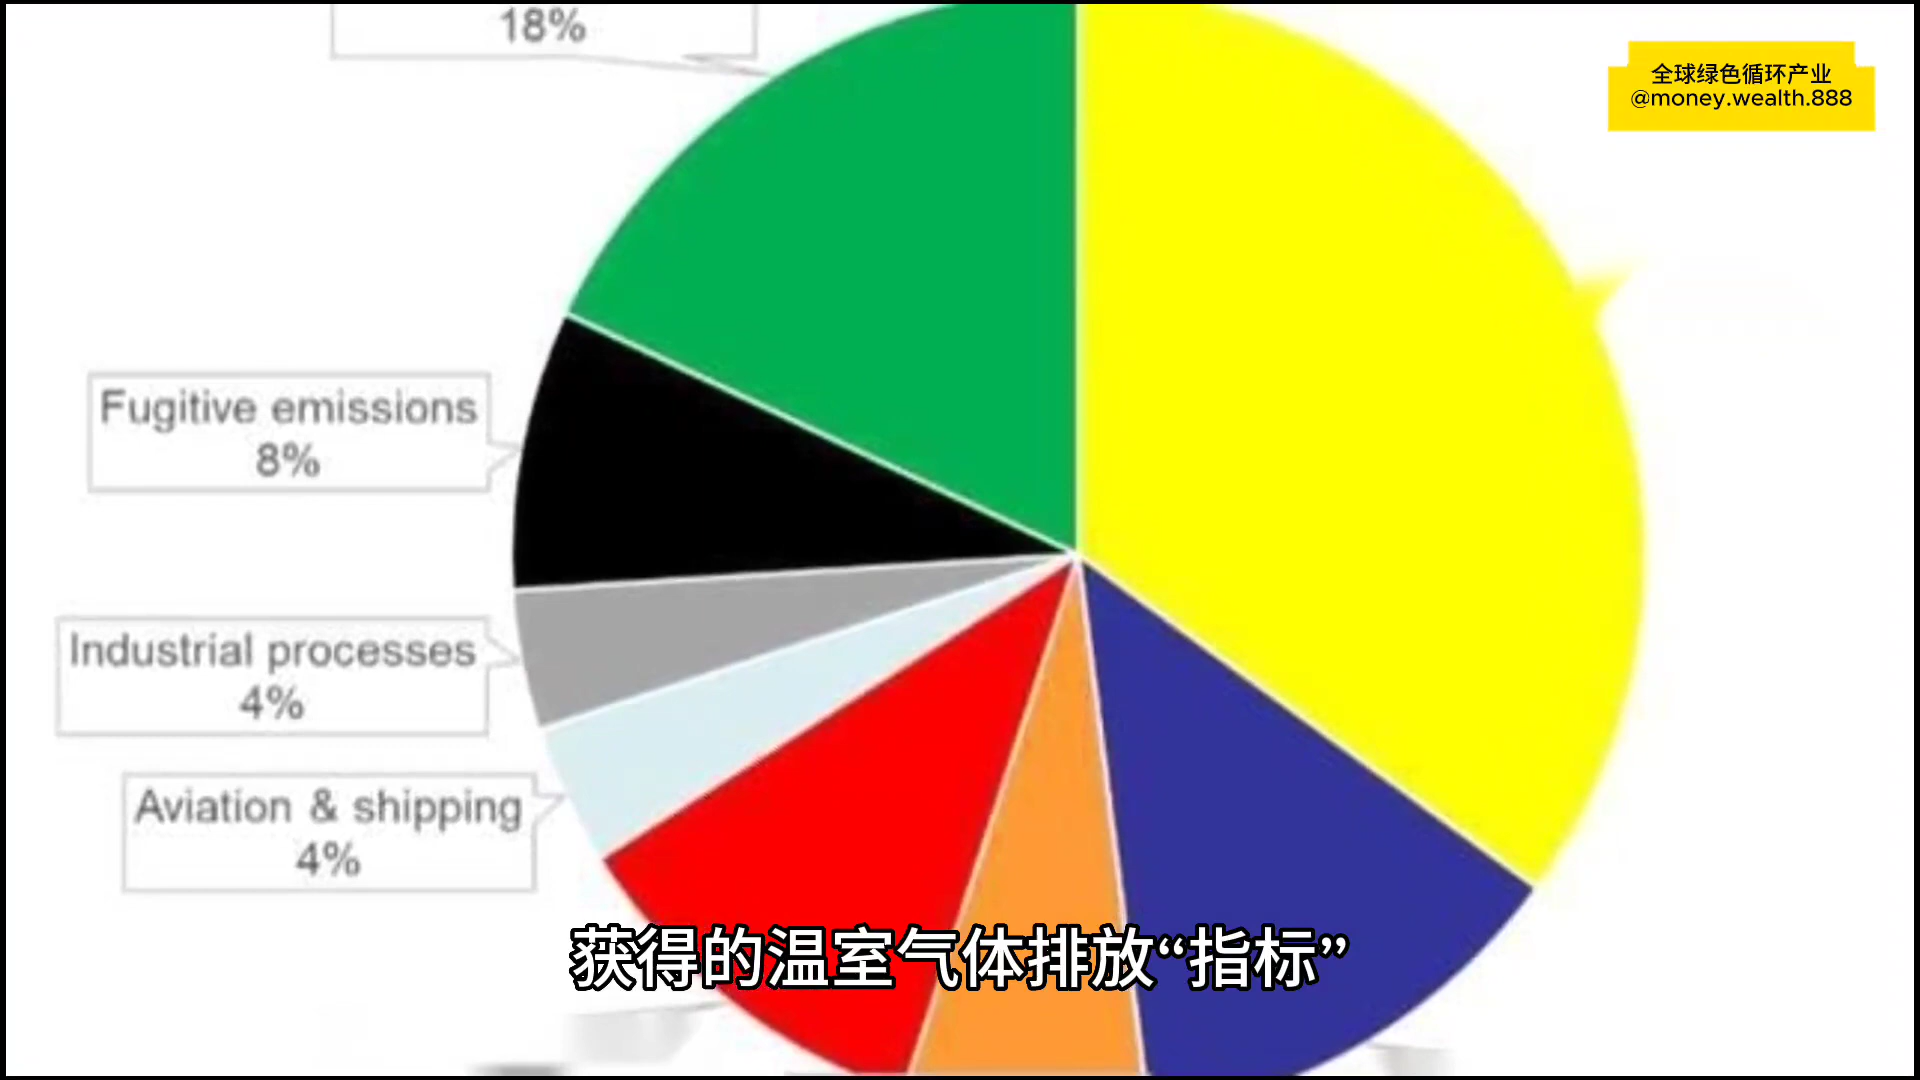 18%
全球绿色循环产业
@money.wealth.888
Fugitive emissions
8%
Industrial processes
4%
Aviation & shipping
4%
获得的温室气体排放“指标”